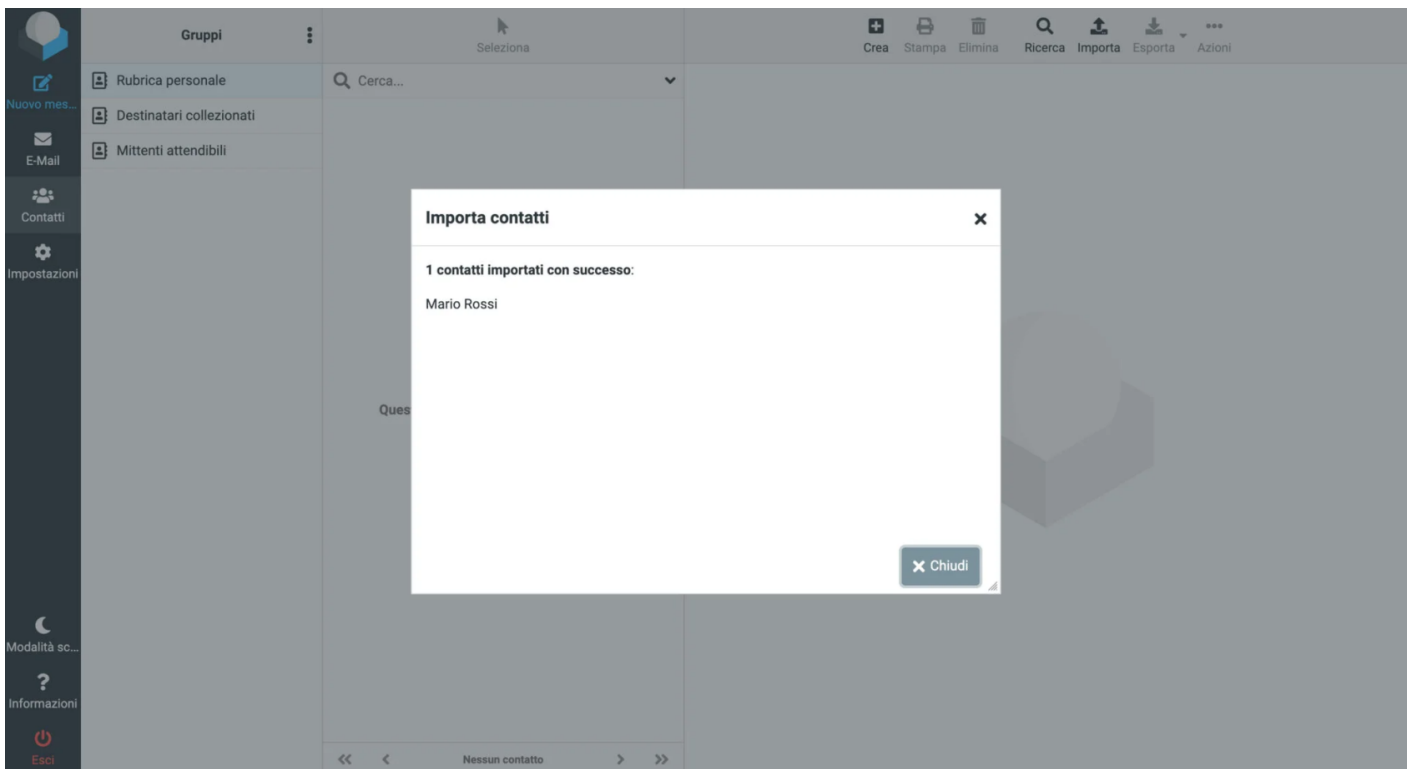 Gruppi
Seleziona
Crea Stampa Elimina Ricerca Importa Esporta Azioni
Nuovo mes...
E-Mail
Contatti
Impostazioni
Rubrica personale
Destinatari collezionati
Mittenti attendibili
Cerca...
Ques
Importa contatti
1 contatti importati con successo:
Mario Rossi
Chiudi
Modalità sc...
Informazioni
Esci
Nessun contatto